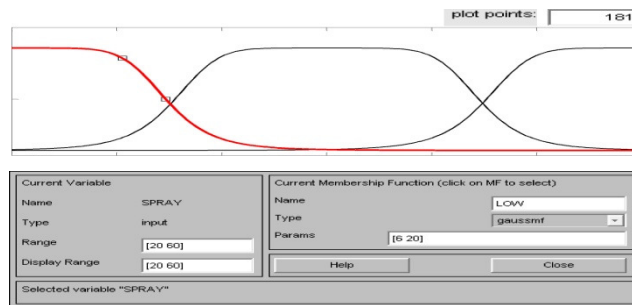 plot points: 181
Current Variable
Name SPRAY
Type input
Range [20 60]
Display Range [20 60]
Current Membership Function (click on MF to select)
Name LOW
Type gaussmf
Params [6 20]
Help Close
Selected variable "SPRAY"